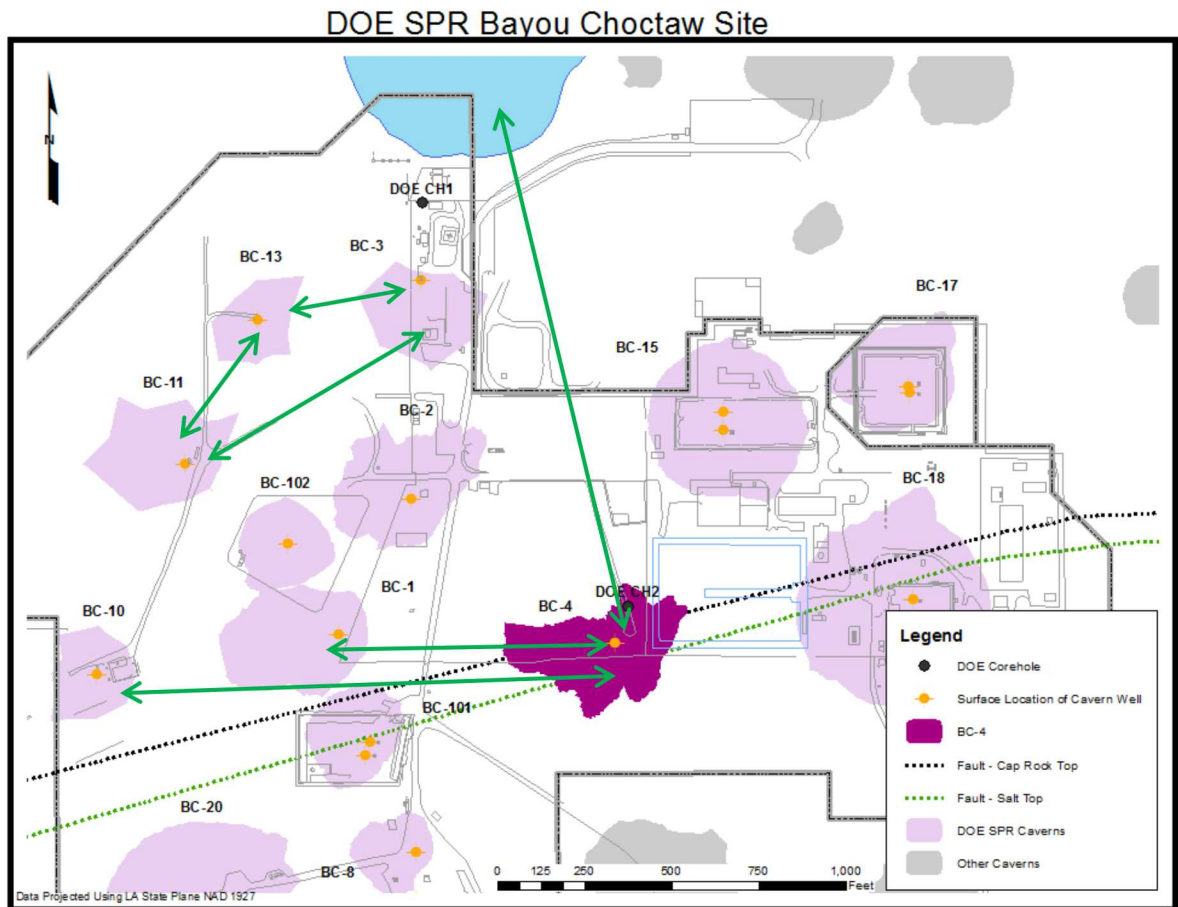 DOE SPR Bayou Choctaw Site
N
DOE CH1
BC-13
BC-3
BC-17
BC-15
BC-11
BC-2
BC-18
BC-102
BC-10
BC-1
BC-4
DOE CH2
BC-101
BC-20
BC-8
Legend
DOE Corehole
Surface Location of Cavern Well
BC-4
Fault - Cap Rock Top
Fault - Salt Top
DOE SPR Caverns
Other Caverns
0 125 250 500 750 1,000
Feet
Data Projected Using LA State Plane NAD 1927